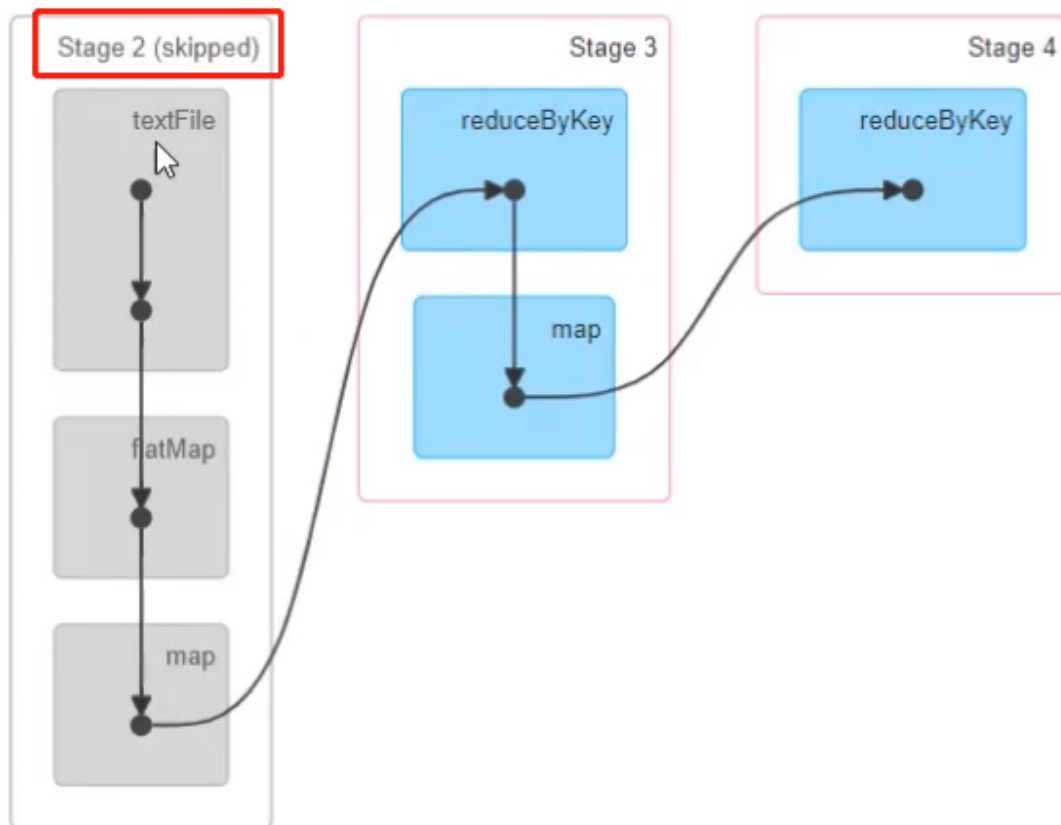 Stage 2 (skipped)
textFile
flatMap
map
Stage 3
reduceByKey
map
Stage 4
reduceByKey